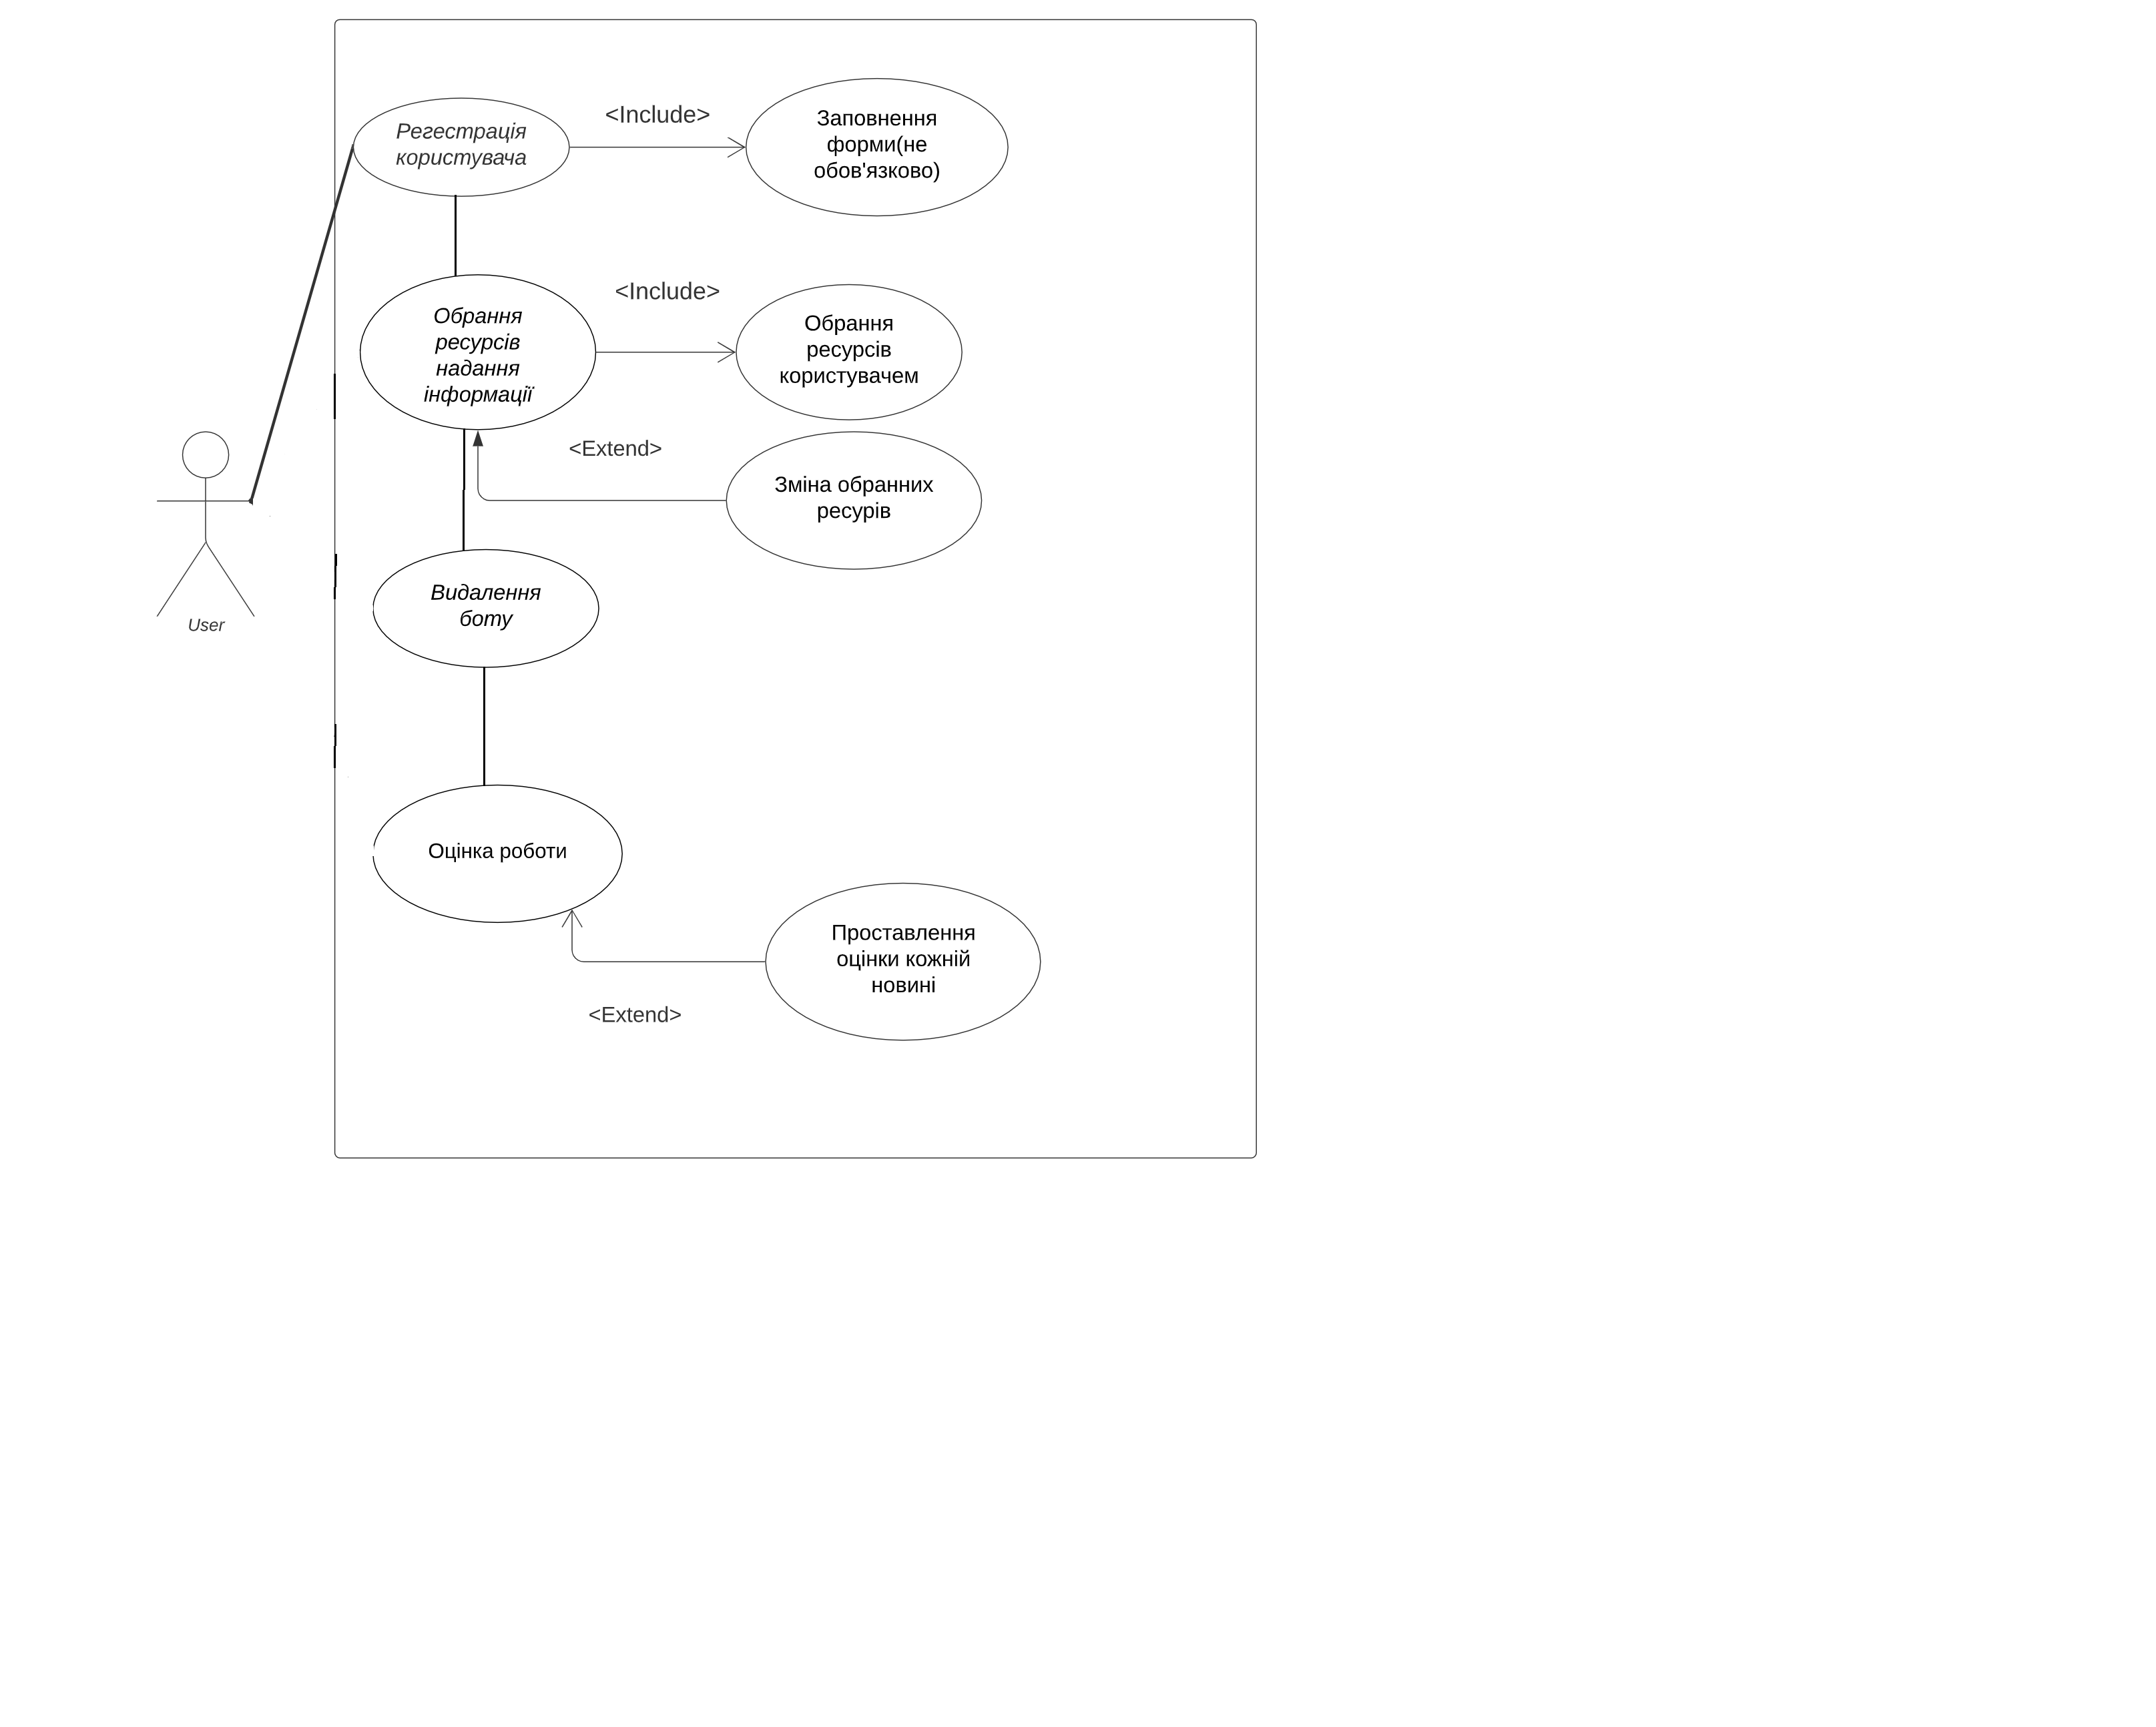 <Include>
Регестрація
користувача
Заповнення
форми(не
обов'язково)
<Include>
Обрання
ресурсів
надання
інформації
Обрання
ресурсів
користувачем
<Extend>
Зміна обранних
ресурів
User
Видалення
боту
Оцінка роботи
Проставлення
оцінки кожній
новині
<Extend>